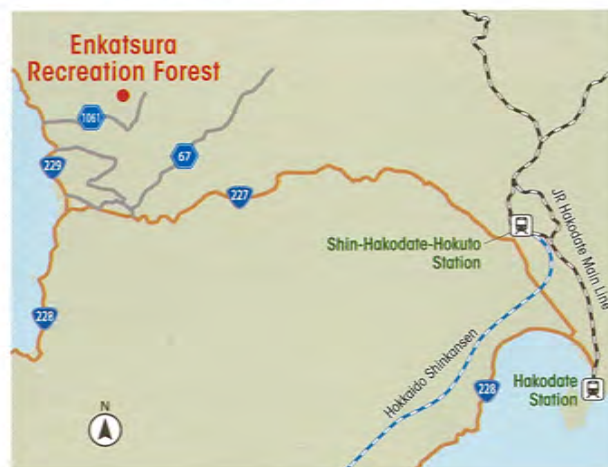 Enkatsura
Recreation Forest
1061
67
229
227
Shin-Hakodate-Hokuto
Station
JR Hakodate Main Line
228
Hokkaido Shinkansen
228
Hakodate
Station
N